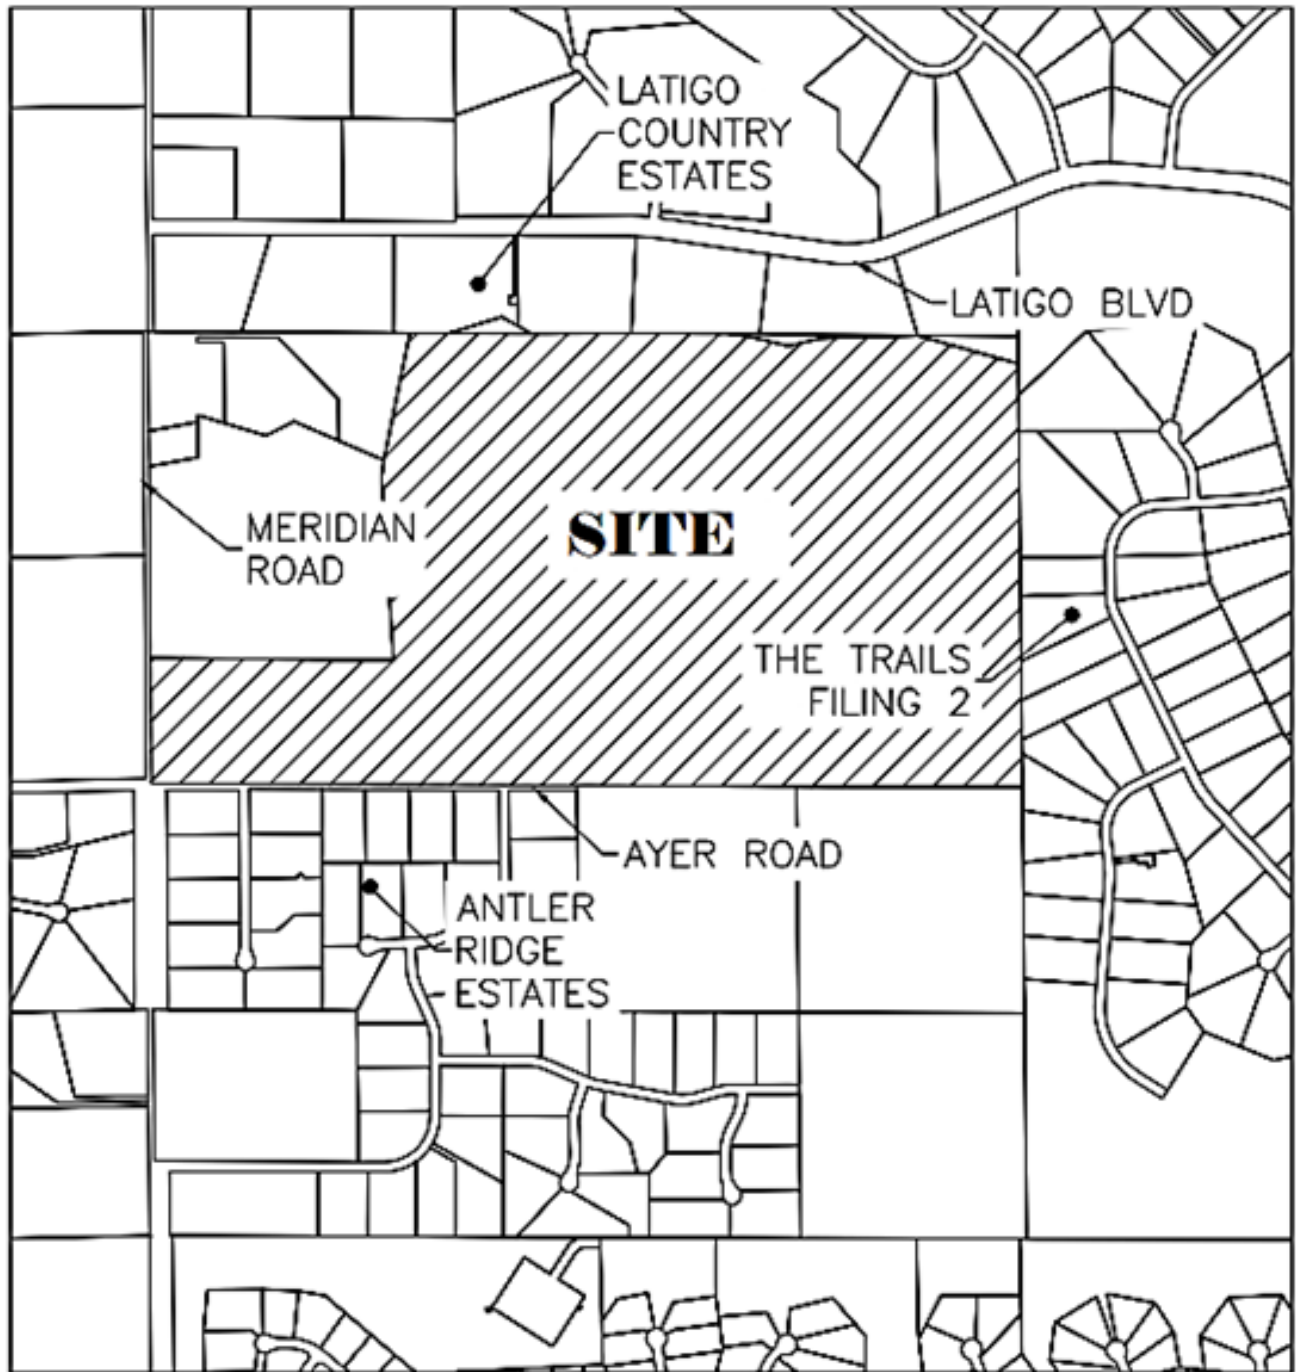 LATIGO
COUNTRY
ESTATES
LATIGO BLVD
MERIDIAN
ROAD
SITE
THE TRAILS
FILING 2
AYER ROAD
ANTLER
RIDGE
ESTATES